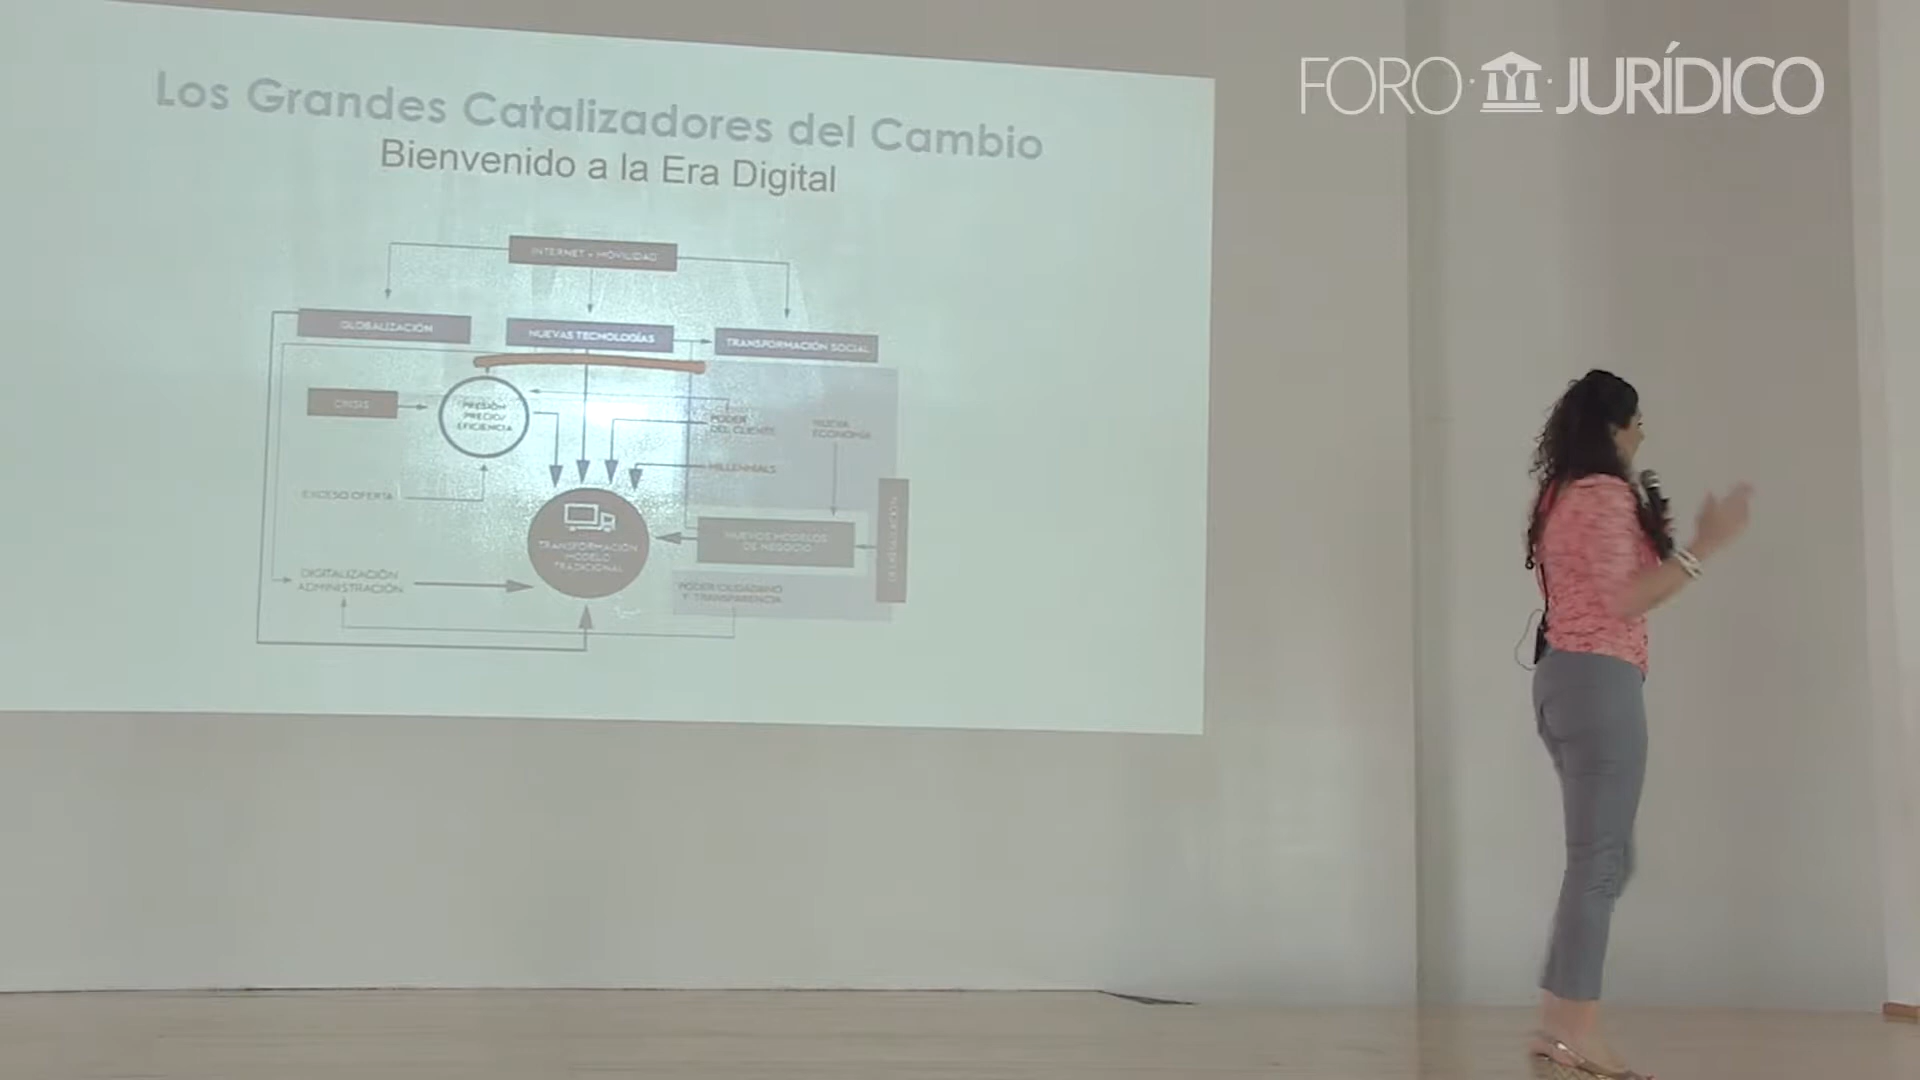 FORO JURÍDICO
Los Grandes Catalizadores del Cambio
Bienvenido a la Era Digital
INTERNET + MOVILIDAD
GLOBALIZACIÓN
NUEVAS TECNOLOGÍAS
TRANSFORMACIÓN SOCIAL
CRISIS
PRESIÓN
PRECIO/
EFICIENCIA
PODER
DEL CLIENTE
NUEVA
ECONOMÍA
MILLENNIALS
EXCESO OFERTA
TRANSFORMACIÓN
MODELO
TRADICIONAL
NUEVOS MODELOS
DE NEGOCIO
DIGITALIZACIÓN
ADMINISTRACIÓN
PODER CIUDADANO
Y TRANSPARENCIA